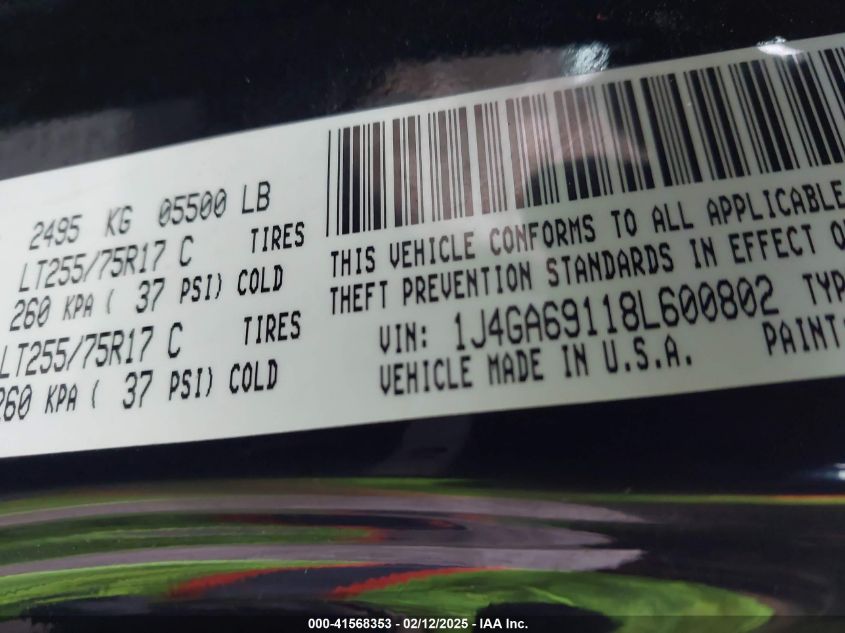 2495 KG 05500 LB
LT255/75R17 C TIRES
260 KPA ( 37 PSI) COLD
LT255/75R17 C TIRES
260 KPA ( 37 PSI) COLD
THIS VEHICLE CONFORMS TO ALL APPLICABLE
THEFT PREVENTION STANDARDS IN EFFECT
VIN: 1J4GA69118L600802 TYP
VEHICLE MADE IN U.S.A. PAINT:
000-41568353 - 02/12/2025 - IAA Inc.